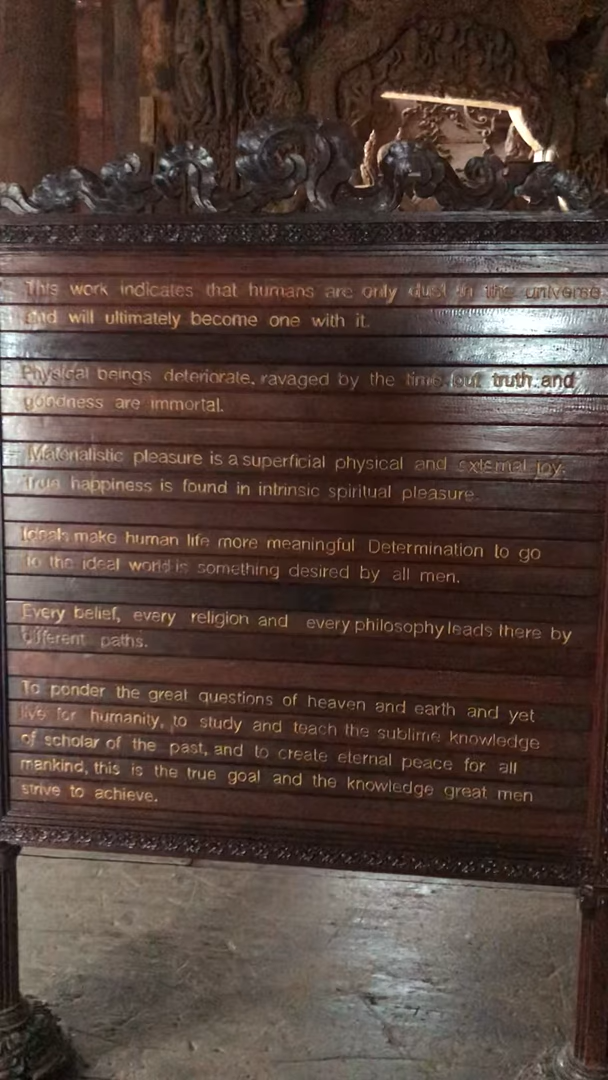 This work indicates that humans are only dust in the universe
and will ultimately become one with it.
Physical beings deteriorate, ravaged by the time, but truth and
goodness are immortal.
Materialistic pleasure is a superficial physical and external joy.
True happiness is found in intrinsic spiritual pleasure.
Ideals make human life more meaningful Determination to go
to the ideal world is something desired by all men.
Every belief, every religion and every philosophy leads there by
different paths.
To ponder the great questions of heaven and earth and yet
live for humanity, to study and teach the sublime knowledge
of scholar of the past, and to create eternal peace for all
mankind, this is the true goal and the knowledge great men
strive to achieve.